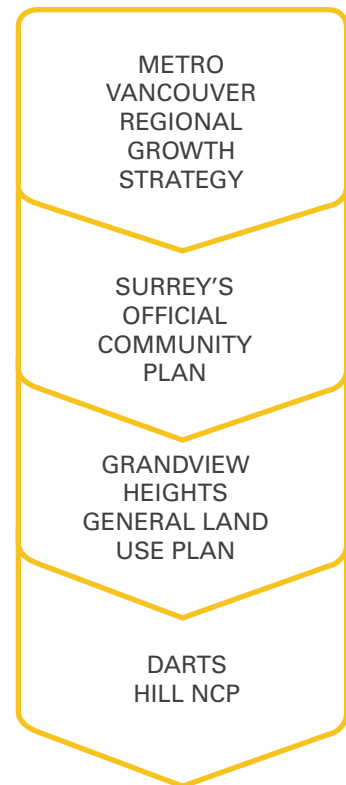 METRO
VANCOUVER
REGIONAL
GROWTH
STRATEGY
SURREY'S
OFFICIAL
COMMUNITY
PLAN
GRANDVIEW
HEIGHTS
GENERAL LAND
USE PLAN
DARTS
HILL NCP